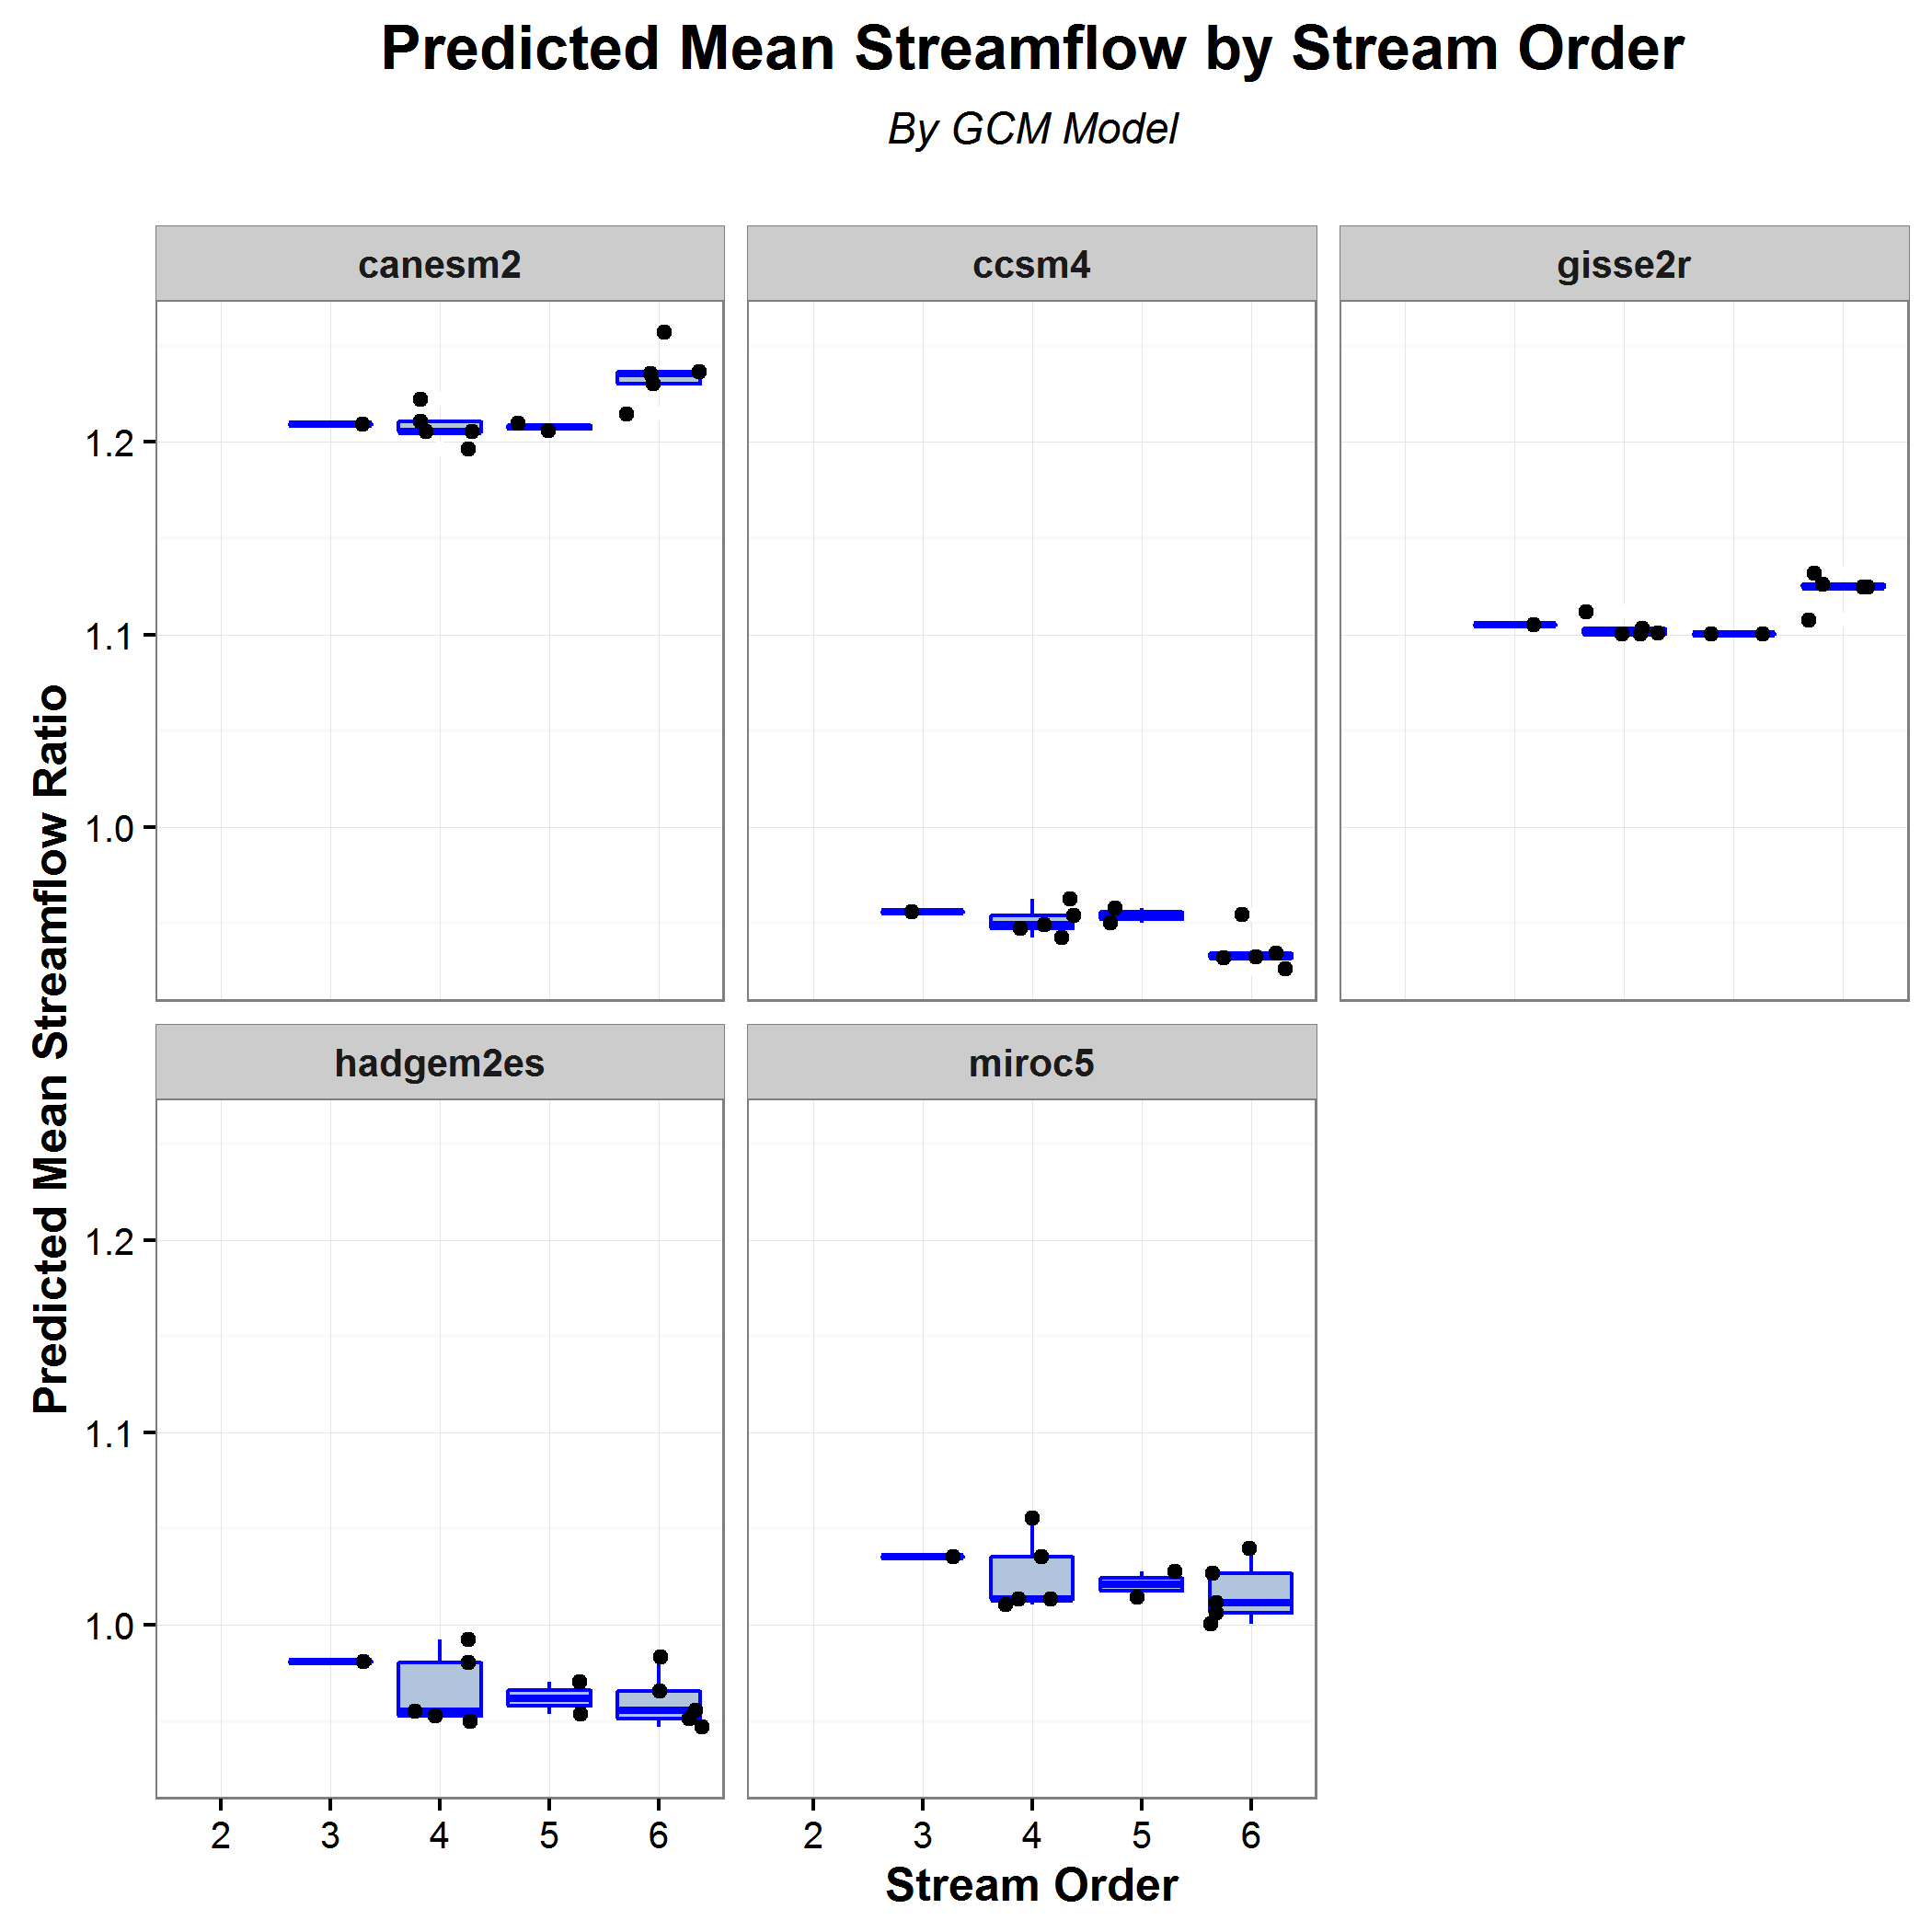 Predicted Mean Streamflow by Stream Order
By GCM Model
canesm2
ccsm4
gisse2r
1.2
1.1
1.0
Predicted Mean Streamflow Ratio
hadgem2es
miroc5
1.2
1.1
1.0
2 3 4 5 6
2 3 4 5 6
Stream Order